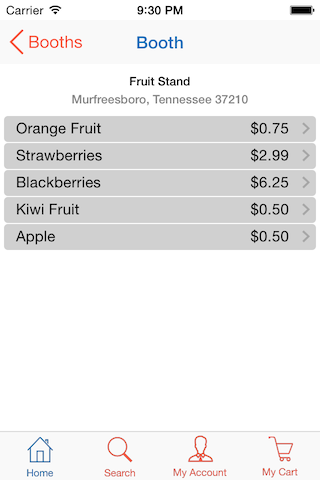 Carrier 9:30 PM
Booths Booth
Fruit Stand
Murfreesboro, Tennessee 37210
Orange Fruit $0.75
Strawberries $2.99
Blackberries $6.25
Kiwi Fruit $0.50
Apple $0.50
Home Search My Account My Cart